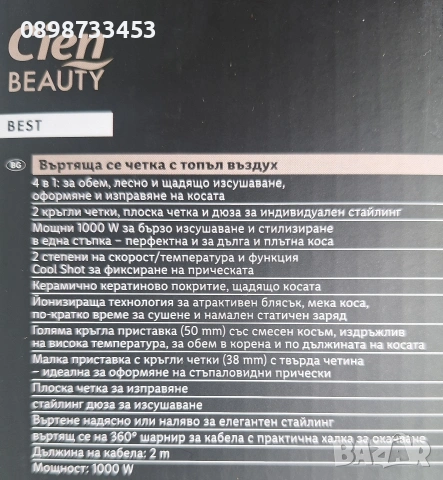 0898733453
Cien
BEAUTY
BEST
BG
Въртяща се четка с топъл въздух
4 в 1: за обем, лесно и щадящо изсушаване,
оформяне и изправяне на косата
2 кръгли четки, плоска четка и дюза за индивидуален стайлинг
Мощни 1000 W за бързо изсушаване и стилизиране
в една стъпка – перфектна и за дълга и плътна коса
2 степени на скорост/температура и функция
Cool Shot за фиксиране на прическата
Керамично кератиново покритие, щадящо косата
Йонизираща технология за атрактивен блясък, мека коса,
по-кратко време за сушене и намален статичен заряд
Голяма кръгла приставка (50 mm) със смесен косъм, издръжлив
на висока температура, за обем в корена и по дължината на косата
Малка приставка с кръгли четки (38 mm) с твърда четина
– идеална за оформяне на стъпаловидни прически
Плоска четка за изправяне
стайлинг дюза за изсушаване
Въртене надясно или наляво за елегантен стайлинг
въртящ се на 360° шарнир за кабела с практична халка за окачване
Дължина на кабела: 2 m
Мощност: 1000 W
BAZAR